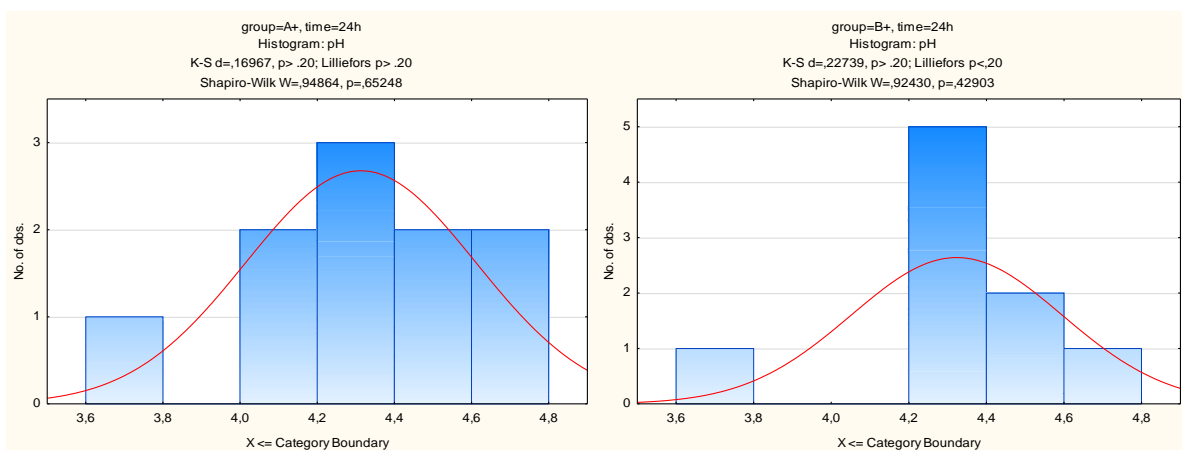 group=A+, time=24h
Histogram: pH
K-S d=,16967, p> .20; Lilliefors p> .20
Shapiro-Wilk W=,94864, p=,65248
No. of obs.
3
2
1
0
3,6 3,8 4,0 4,2 4,4 4,6 4,8
X <= Category Boundary
group=B+, time=24h
Histogram: pH
K-S d=,22739, p> .20; Lilliefors p<,20
Shapiro-Wilk W=,92430, p=,42903
No. of obs.
5
4
3
2
1
0
3,6 3,8 4,0 4,2 4,4 4,6 4,8
X <= Category Boundary